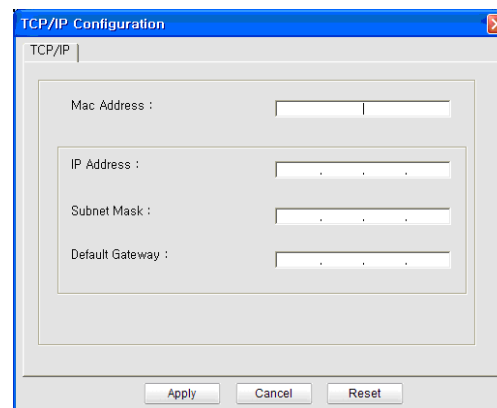 TCP/IP Configuration
TCP/IP
Mac Address :
IP Address :
. . .
Subnet Mask :
. . .
Default Gateway :
. . .
Apply Cancel Reset